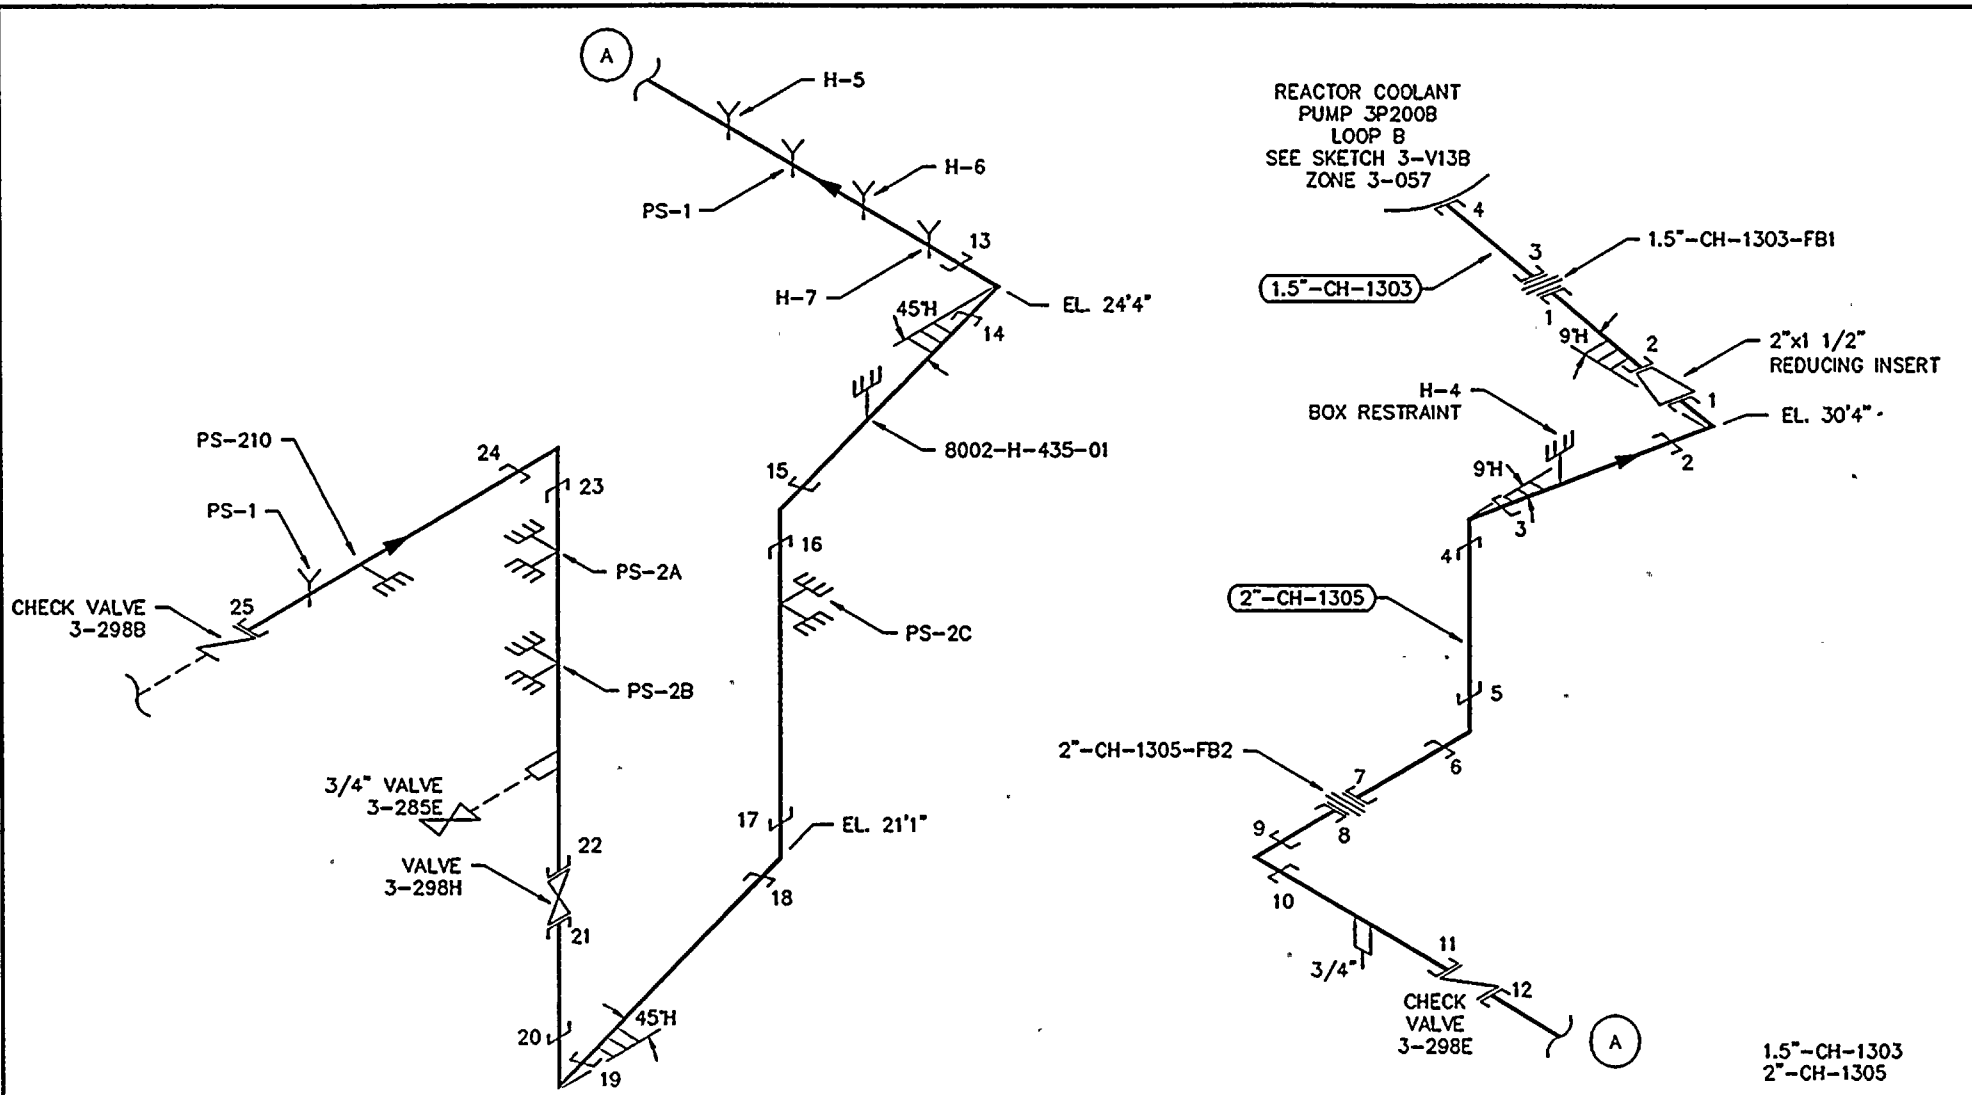 A
H-5
H-6
PS-1
13
H-7
EL. 24'4"
45°H
14
8002-H-435-01
15
16
PS-2C
17
EL. 21'1"
18
PS-210
24
23
PS-1
PS-2A
25
CHECK VALVE
3-298B
PS-2B
3/4" VALVE
3-285E
22
VALVE
3-298H
21
20
45°H
19
REACTOR COOLANT
PUMP 3P200B
LOOP B
SEE SKETCH 3-V13B
ZONE 3-057
4
3
1.5"-CH-1303-FB1
1.5"-CH-1303
1
9°H
2
2"x1 1/2"
REDUCING INSERT
H-4
BOX RESTRAINT
1
EL. 30'4"
2
9°H
3
4
2"-CH-1305
5
2"-CH-1305-FB2
6
7
8
9
10
3/4"
11
12
CHECK
VALVE
3-298E
A
1.5"-CH-1303
2"-CH-1305